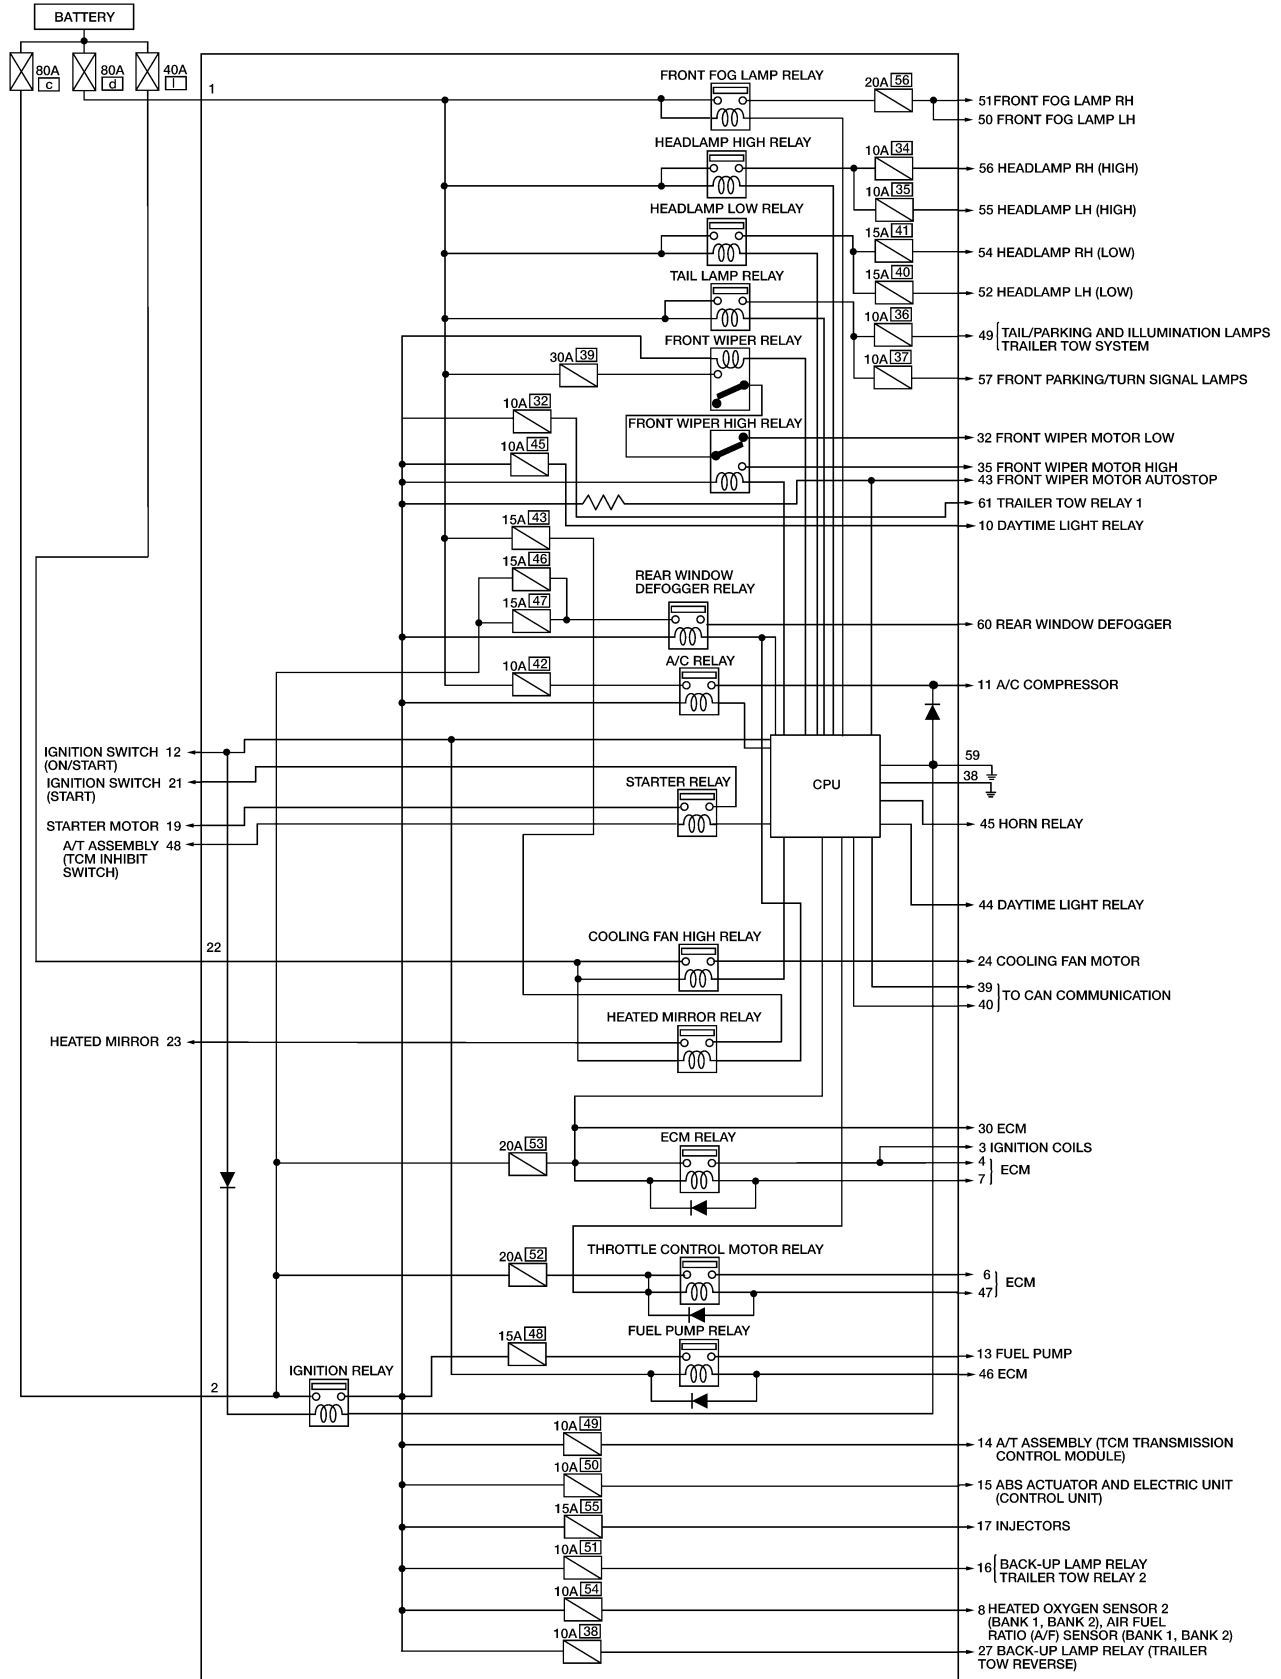 BATTERY
80A c
80A d
40A l
1
FRONT FOG LAMP RELAY
20A 56
51 FRONT FOG LAMP RH
50 FRONT FOG LAMP LH
HEADLAMP HIGH RELAY
10A 34
56 HEADLAMP RH (HIGH)
10A 35
55 HEADLAMP LH (HIGH)
HEADLAMP LOW RELAY
15A 41
54 HEADLAMP RH (LOW)
15A 40
52 HEADLAMP LH (LOW)
TAIL LAMP RELAY
10A 36
49 TAIL/PARKING AND ILLUMINATION LAMPS
TRAILER TOW SYSTEM
FRONT WIPER RELAY
30A 39
10A 37
57 FRONT PARKING/TURN SIGNAL LAMPS
10A 32
FRONT WIPER HIGH RELAY
32 FRONT WIPER MOTOR LOW
10A 45
35 FRONT WIPER MOTOR HIGH
43 FRONT WIPER MOTOR AUTOSTOP
61 TRAILER TOW RELAY 1
15A 43
10 DAYTIME LIGHT RELAY
15A 46
REAR WINDOW
DEFOGGER RELAY
15A 47
60 REAR WINDOW DEFOGGER
10A 42
A/C RELAY
11 A/C COMPRESSOR
IGNITION SWITCH 12
(ON/START)
59
38
IGNITION SWITCH 21
(START)
STARTER RELAY
CPU
STARTER MOTOR 19
45 HORN RELAY
A/T ASSEMBLY 48
(TCM INHIBIT
SWITCH)
44 DAYTIME LIGHT RELAY
22
COOLING FAN HIGH RELAY
24 COOLING FAN MOTOR
39
40
TO CAN COMMUNICATION
HEATED MIRROR RELAY
HEATED MIRROR 23
30 ECM
20A 53
ECM RELAY
3 IGNITION COILS
4
7
ECM
THROTTLE CONTROL MOTOR RELAY
20A 52
6
47
ECM
FUEL PUMP RELAY
15A 48
13 FUEL PUMP
46 ECM
IGNITION RELAY
2
10A 49
14 A/T ASSEMBLY (TCM TRANSMISSION
CONTROL MODULE)
10A 50
15 ABS ACTUATOR AND ELECTRIC UNIT
(CONTROL UNIT)
15A 55
17 INJECTORS
10A 51
16 BACK-UP LAMP RELAY
TRAILER TOW RELAY 2
10A 54
8 HEATED OXYGEN SENSOR 2
(BANK 1, BANK 2), AIR FUEL
RATIO (A/F) SENSOR (BANK 1, BANK 2)
10A 38
27 BACK-UP LAMP RELAY (TRAILER
TOW REVERSE)